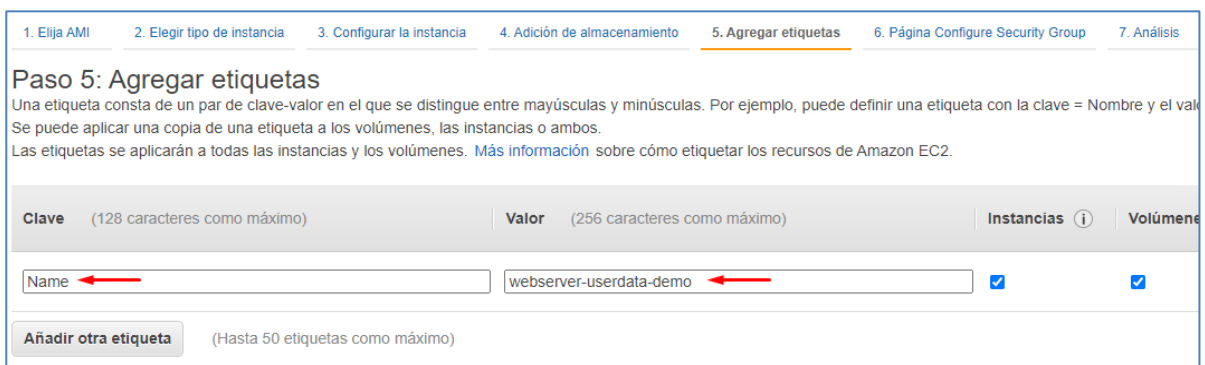 1. Elija AMI 2. Elegir tipo de instancia 3. Configurar la instancia 4. Adición de almacenamiento 5. Agregar etiquetas 6. Página Configure Security Group 7. Análisis
Paso 5: Agregar etiquetas
Una etiqueta consta de un par de clave-valor en el que se distingue entre mayúsculas y minúsculas. Por ejemplo, puede definir una etiqueta con la clave = Nombre y el
Se puede aplicar una copia de una etiqueta a los volúmenes, las instancias o ambos.
Las etiquetas se aplicarán a todas las instancias y los volúmenes. Más información sobre cómo etiquetar los recursos de Amazon EC2.
Clave (128 caracteres como máximo) Valor (256 caracteres como máximo) Instancias i Volúmene
Name webserver-userdata-demo
Añadir otra etiqueta (Hasta 50 etiquetas como máximo)